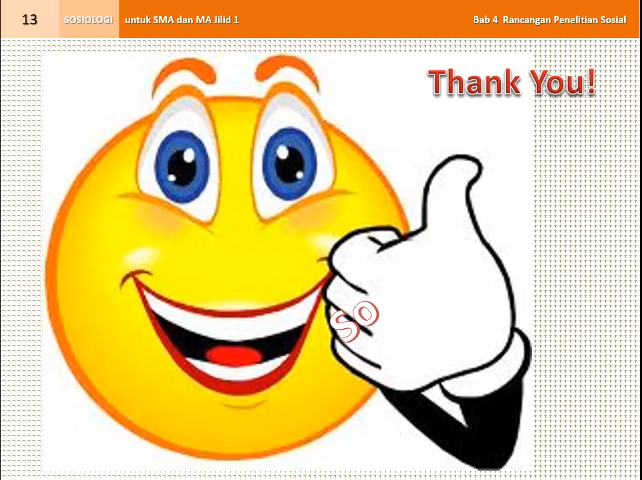 13 SOSIOLOGI untuk SMA dan MA Jilid 1 Bab 4 Rancangan Penelitian Sosial
Thank You!
SO